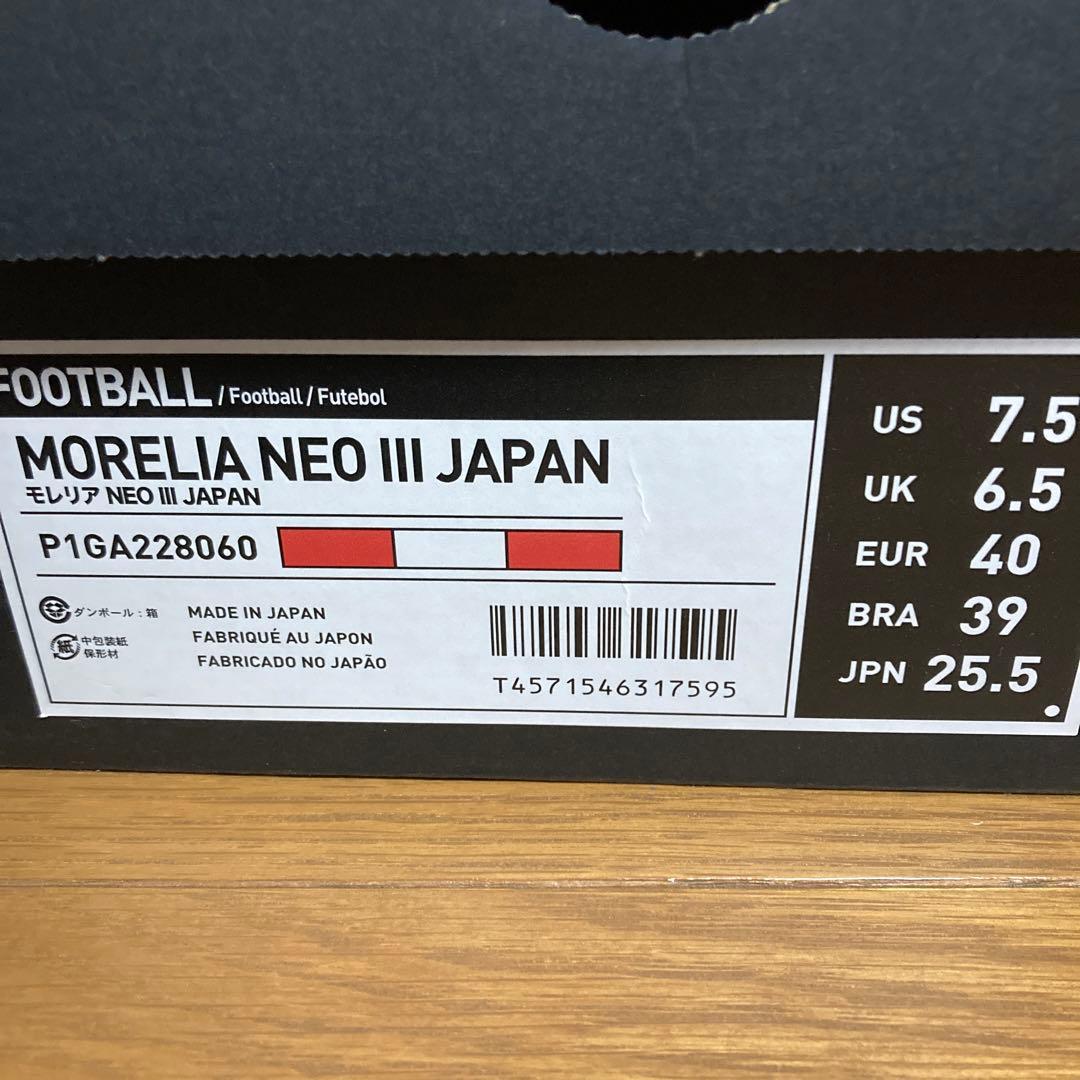 FOOTBALL / Football / Futebol
MORELIA NEO III JAPAN
モレリア NEO III JAPAN
P1GA228060
ダンボール:箱
紙 中包装紙
保形材
MADE IN JAPAN
FABRIQUÉ AU JAPON
FABRICADO NO JAPÃO
T4571546317595
US 7.5
UK 6.5
EUR 40
BRA 39
JPN 25.5